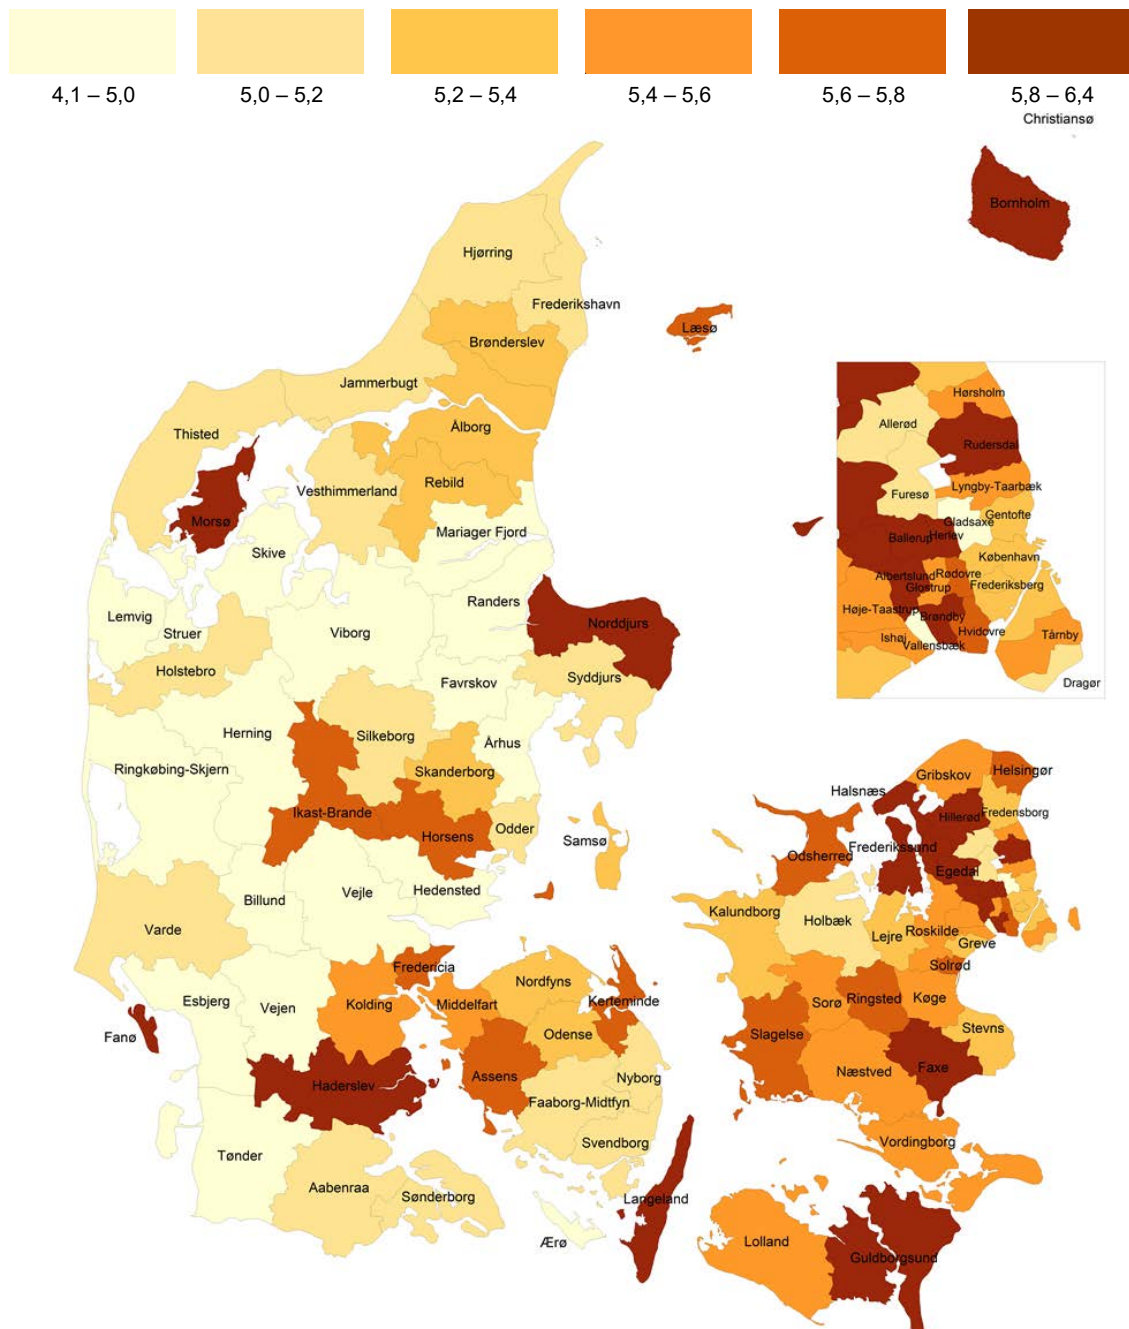 4,1 – 5,0 5,0 – 5,2 5,2 – 5,4 5,4 – 5,6 5,6 – 5,8 5,8 – 6,4
Christiansø
Bornholm
Hjørring
Frederikshavn
Læsø
Brønderslev
Jammerbugt
Thisted
Ålborg
Vesthimmerland
Rebild
Morsø
Mariager Fjord
Skive
Randers
Lemvig
Struer
Viborg
Norddjurs
Holstebro
Favrskov
Syddjurs
Herning
Silkeborg
Århus
Ringkøbing-Skjern
Skanderborg
Ikast-Brande
Horsens
Odder
Samsø
Billund
Vejle
Hedensted
Varde
Esbjerg
Vejen
Kolding
Fredericia
Middelfart
Nordfyns
Kerteminde
Odense
Fanø
Haderslev
Assens
Nyborg
Faaborg-Midtfyn
Svendborg
Tønder
Aabenraa
Sønderborg
Langeland
Ærø
Hørsholm
Allerød
Rudersdal
Furesø
Lyngby-Taarbæk
Gladsaxe
Gentofte
Ballerup
Herlev
København
Albertslund
Rødovre
Glostrup
Frederiksberg
Høje-Taastrup
Brøndby
Ishøj
Vallensbæk
Hvidovre
Tårnby
Dragør
Gribskov
Helsingør
Halsnæs
Hillerød
Fredensborg
Frederikssund
Odsherred
Egedal
Kalundborg
Holbæk
Lejre
Roskilde
Greve
Solrød
Sorø
Ringsted
Køge
Stevns
Slagelse
Næstved
Faxe
Vordingborg
Lolland
Guldborgsund